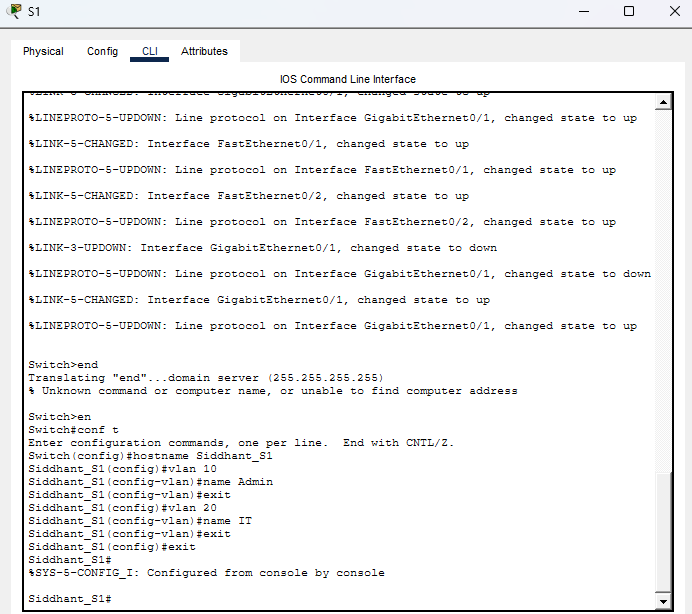 S1
Physical Config CLI Attributes
IOS Command Line Interface
%LINEPROTO-5-UPDOWN: Line protocol on Interface GigabitEthernet0/1, changed state to up
%LINK-5-CHANGED: Interface FastEthernet0/1, changed state to up
%LINEPROTO-5-UPDOWN: Line protocol on Interface FastEthernet0/1, changed state to up
%LINK-5-CHANGED: Interface FastEthernet0/2, changed state to up
%LINEPROTO-5-UPDOWN: Line protocol on Interface FastEthernet0/2, changed state to up
%LINK-3-UPDOWN: Interface GigabitEthernet0/1, changed state to down
%LINEPROTO-5-UPDOWN: Line protocol on Interface GigabitEthernet0/1, changed state to down
%LINK-5-CHANGED: Interface GigabitEthernet0/1, changed state to up
%LINEPROTO-5-UPDOWN: Line protocol on Interface GigabitEthernet0/1, changed state to up
Switch>end
Translating "end"...domain server (255.255.255.255)
% Unknown command or computer name, or unable to find computer address
Switch>en
Switch#conf t
Enter configuration commands, one per line.  End with CNTL/Z.
Switch(config)#hostname Siddhant_S1
Siddhant_S1(config)#vlan 10
Siddhant_S1(config-vlan)#name Admin
Siddhant_S1(config-vlan)#exit
Siddhant_S1(config)#vlan 20
Siddhant_S1(config-vlan)#name IT
Siddhant_S1(config-vlan)#exit
Siddhant_S1(config)#exit
Siddhant_S1#
%SYS-5-CONFIG_I: Configured from console by console
Siddhant_S1#